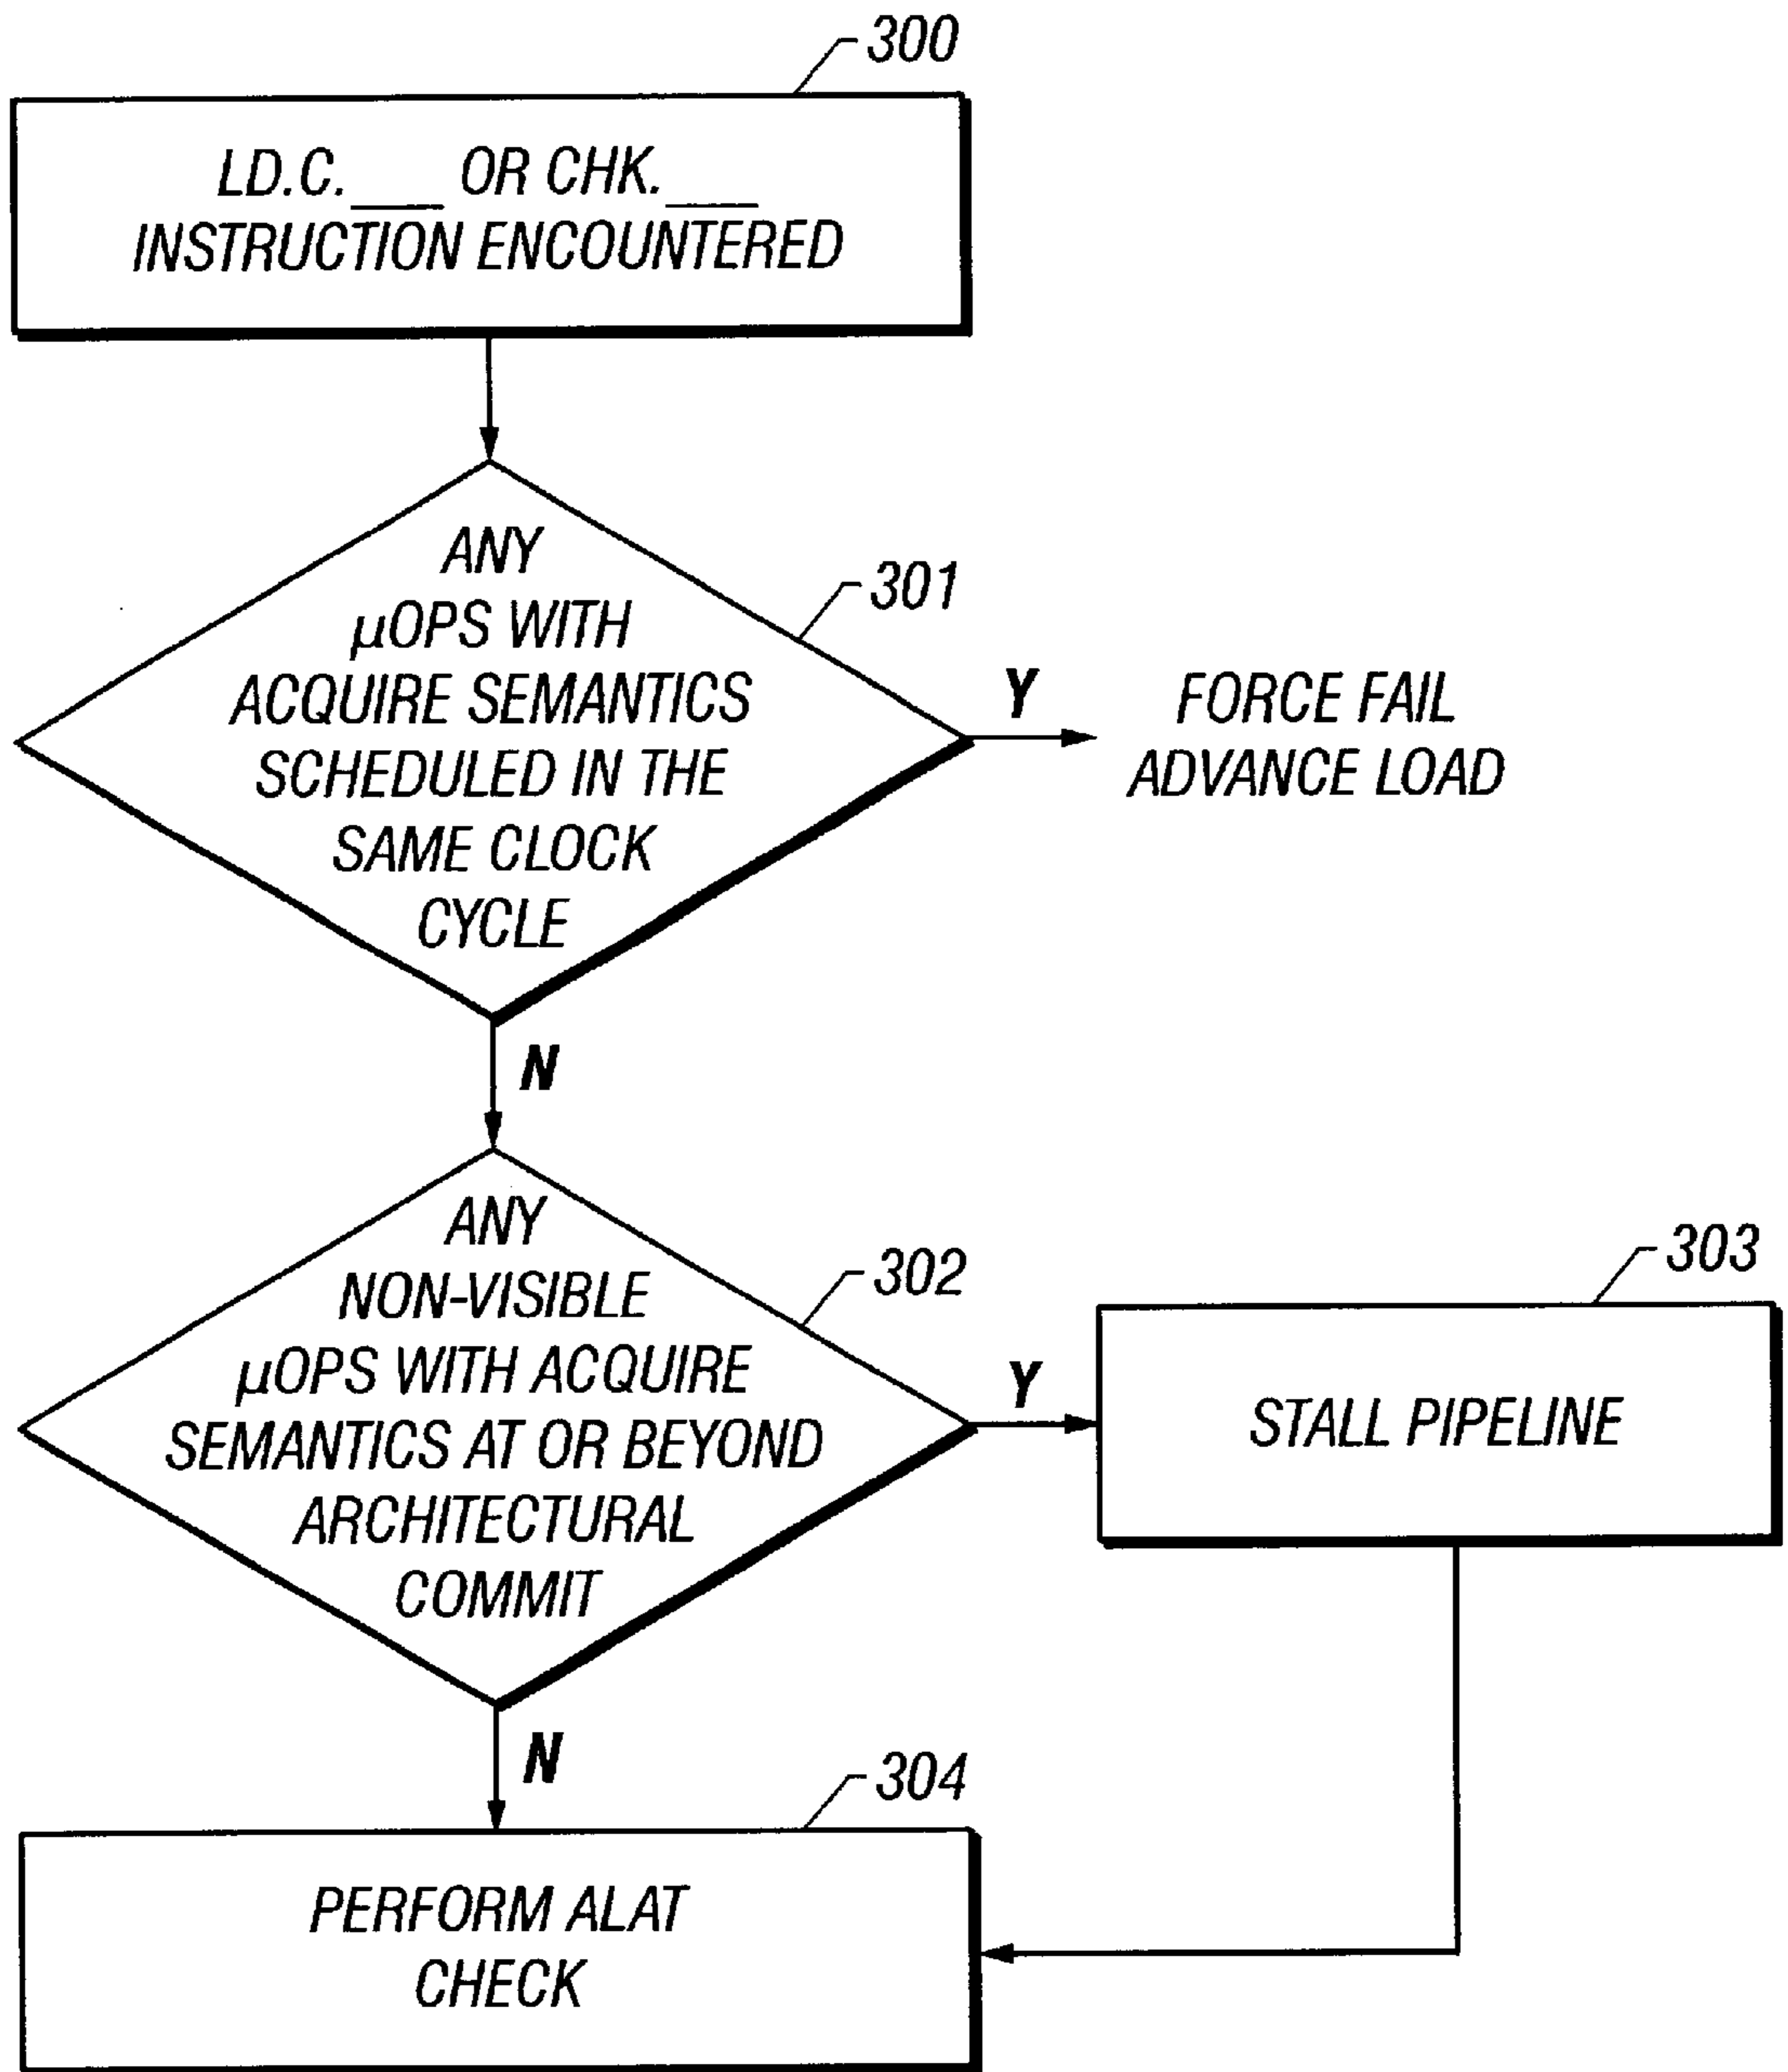 300
LD.C.___ OR CHK.___
INSTRUCTION ENCOUNTERED
ANY
µOPS WITH
ACQUIRE SEMANTICS
SCHEDULED IN THE
SAME CLOCK
CYCLE
301
Y
FORCE FAIL
ADVANCE LOAD
N
ANY
NON-VISIBLE
µOPS WITH ACQUIRE
SEMANTICS AT OR BEYOND
ARCHITECTURAL
COMMIT
302
Y
303
STALL PIPELINE
N
304
PERFORM ALAT
CHECK